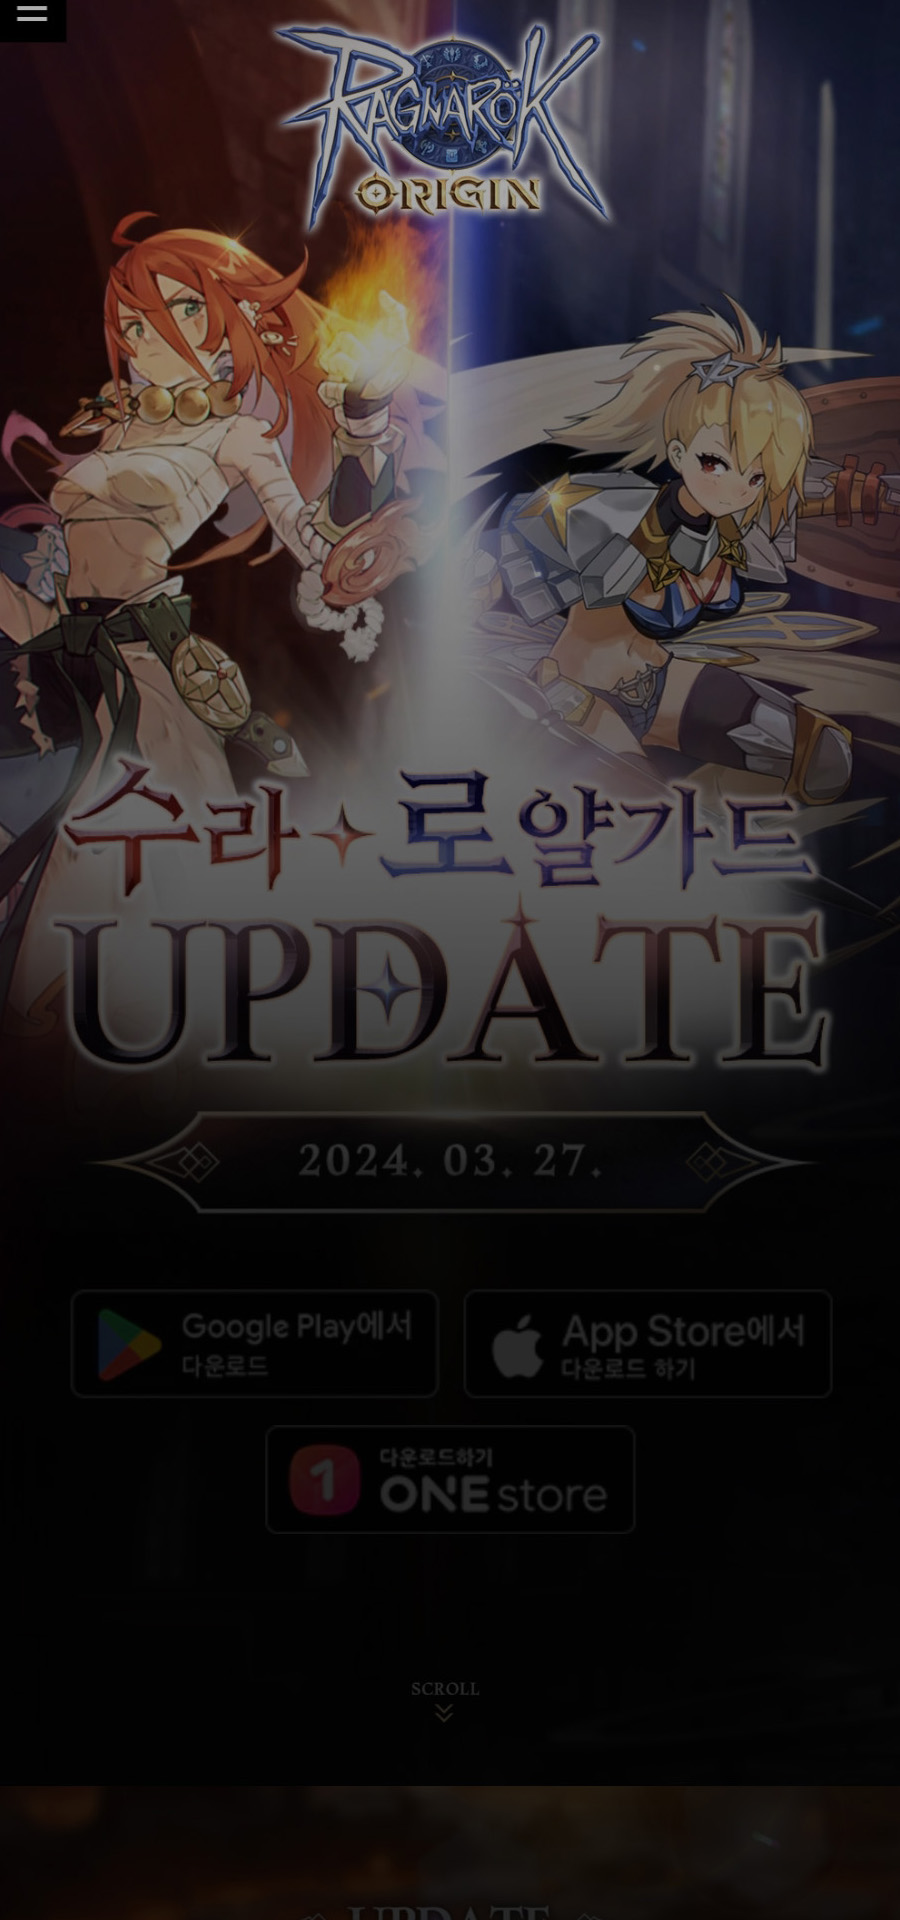 RAGNARÖK
ORIGIN
수라 로얄가드
UPDATE
2024. 03. 27.
Google Play에서
다운로드
App Store에서
다운로드 하기
다운로드하기
ONE store
SCROLL
UPDATE